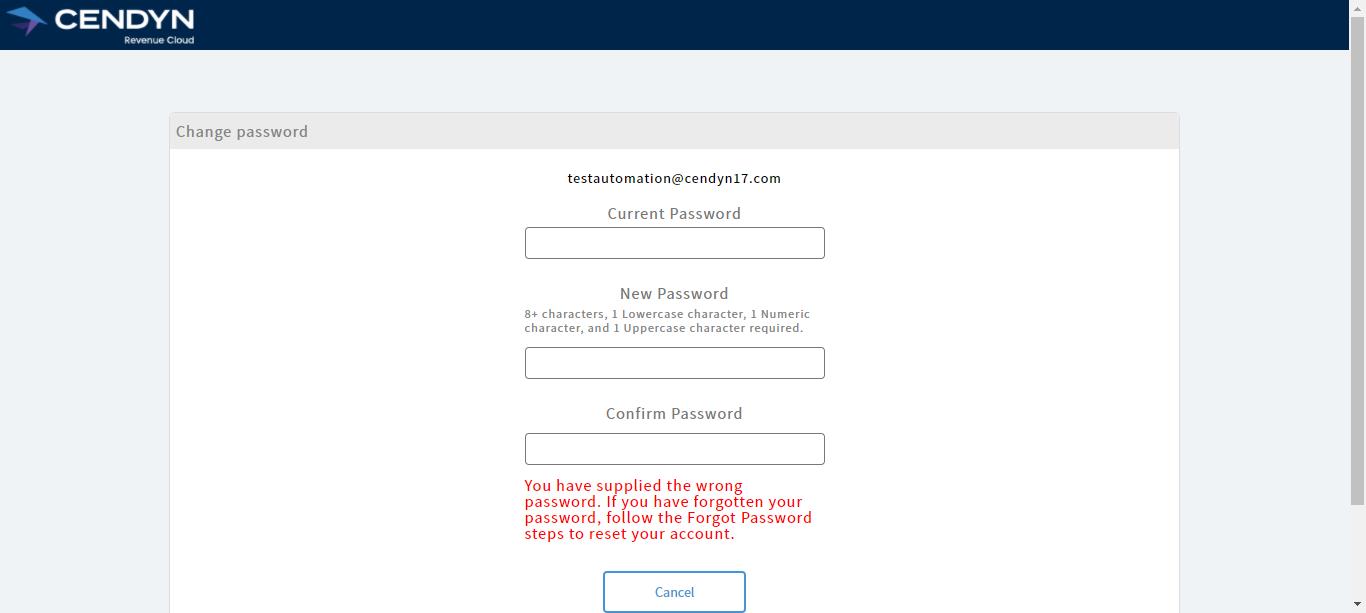 CENDYN
Revenue Cloud
Change password
testautomation@cendyn17.com
Current Password
New Password
8+ characters, 1 Lowercase character, 1 Numeric
character, and 1 Uppercase character required.
Confirm Password
You have supplied the wrong
password. If you have forgotten your
password, follow the Forgot Password
steps to reset your account.
Cancel